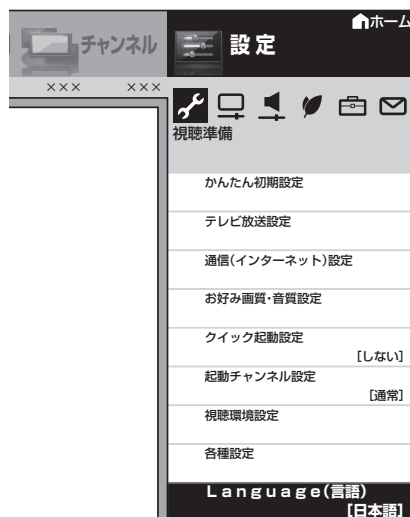 ホーム
チャンネル
設定
××× ×××
視聴準備
かんたん初期設定
テレビ放送設定
通信(インターネット)設定
お好み画質・音質設定
クイック起動設定
[しない]
起動チャンネル設定
[通常]
視聴環境設定
各種設定
Language(言語)
[日本語]